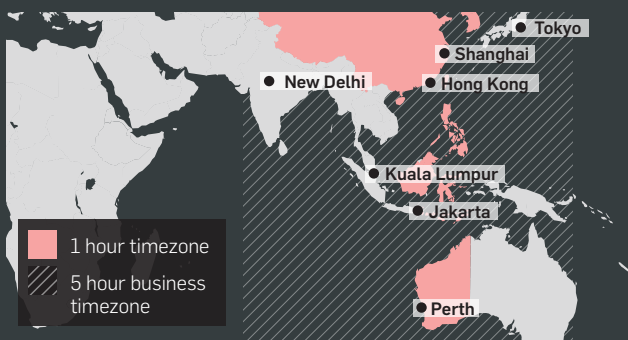 Tokyo
Shanghai
New Delhi
Hong Kong
Kuala Lumpur
Jakarta
1 hour timezone
5 hour business
timezone
Perth